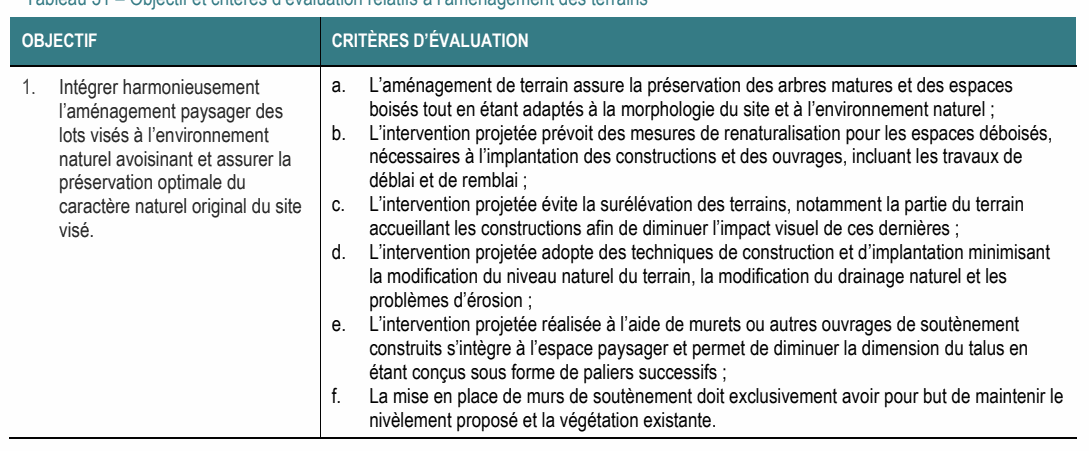 Tableau 51 – Objectif et critères d'évaluation relatifs à l'aménagement des terrains
OBJECTIF
CRITÈRES D'ÉVALUATION
1. Intégrer harmonieusement
l'aménagement paysager des
lots visés à l'environnement
naturel avoisinant et assurer la
préservation optimale du
caractère naturel original du site
visé.
a. L'aménagement de terrain assure la préservation des arbres matures et des espaces
boisés tout en étant adaptés à la morphologie du site et à l'environnement naturel ;
b. L'intervention projetée prévoit des mesures de renaturalisation pour les espaces déboisés,
nécessaires à l'implantation des constructions et des ouvrages, incluant les travaux de
déblai et de remblai ;
c. L'intervention projetée évite la surélévation des terrains, notamment la partie du terrain
accueillant les constructions afin de diminuer l'impact visuel de ces dernières ;
d. L'intervention projetée adopte des techniques de construction et d'implantation minimisant
la modification du niveau naturel du terrain, la modification du drainage naturel et les
problèmes d'érosion ;
e. L'intervention projetée réalisée à l'aide de murets ou autres ouvrages de soutènement
construits s'intègre à l'espace paysager et permet de diminuer la dimension du talus en
étant conçus sous forme de paliers successifs ;
f. La mise en place de murs de soutènement doit exclusivement avoir pour but de maintenir le
nivèlement proposé et la végétation existante.